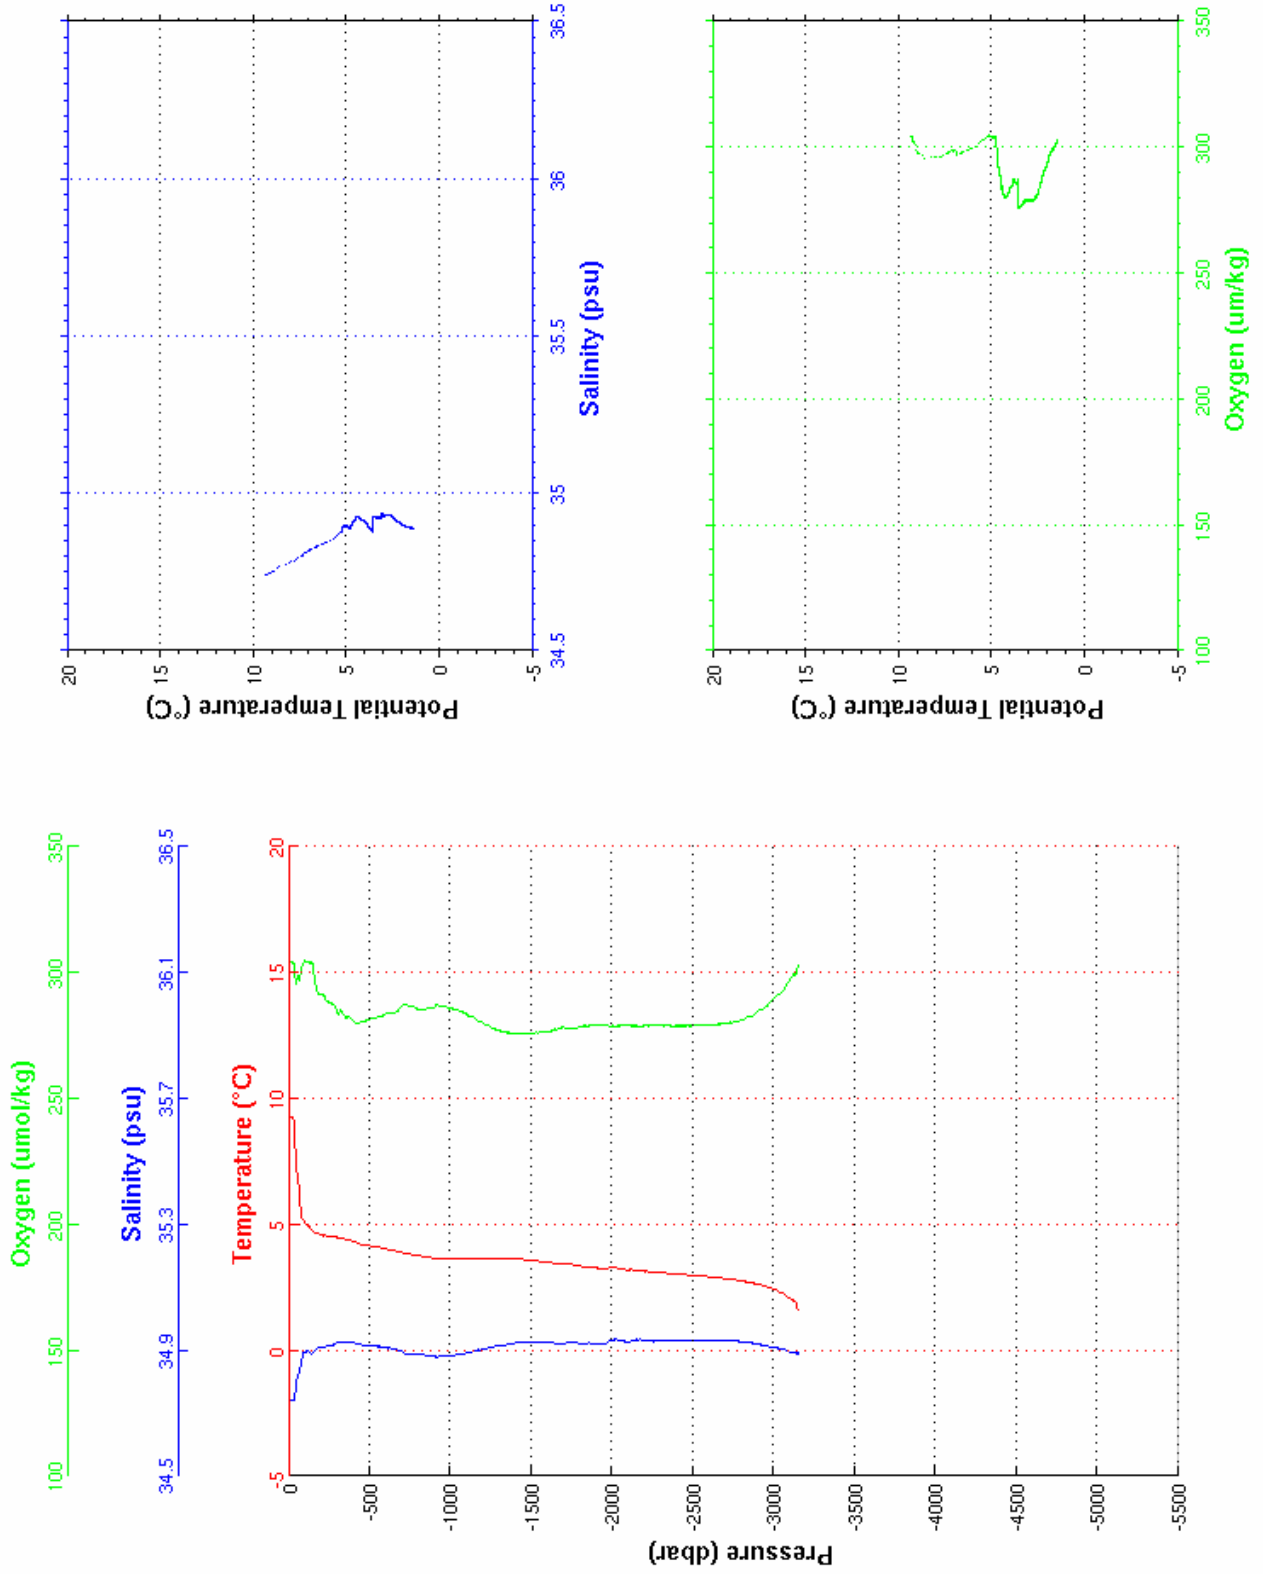 Oxygen (umol/kg)
100 150 200 250 300 350
Salinity (psu)
34.5 34.9 35.3 35.7 36.1 36.5
Temperature (°C)
-5 0 5 10 15 20
Pressure (dbar)
0
-500
-1000
-1500
-2000
-2500
-3000
-3500
-4000
-4500
-5000
-5500
Potential Temperature (°C)
20
15
10
5
0
-5
34.5 35 35.5 36 36.5
Salinity (psu)
Potential Temperature (°C)
20
15
10
5
0
-5
100 150 200 250 300 350
Oxygen (um/kg)